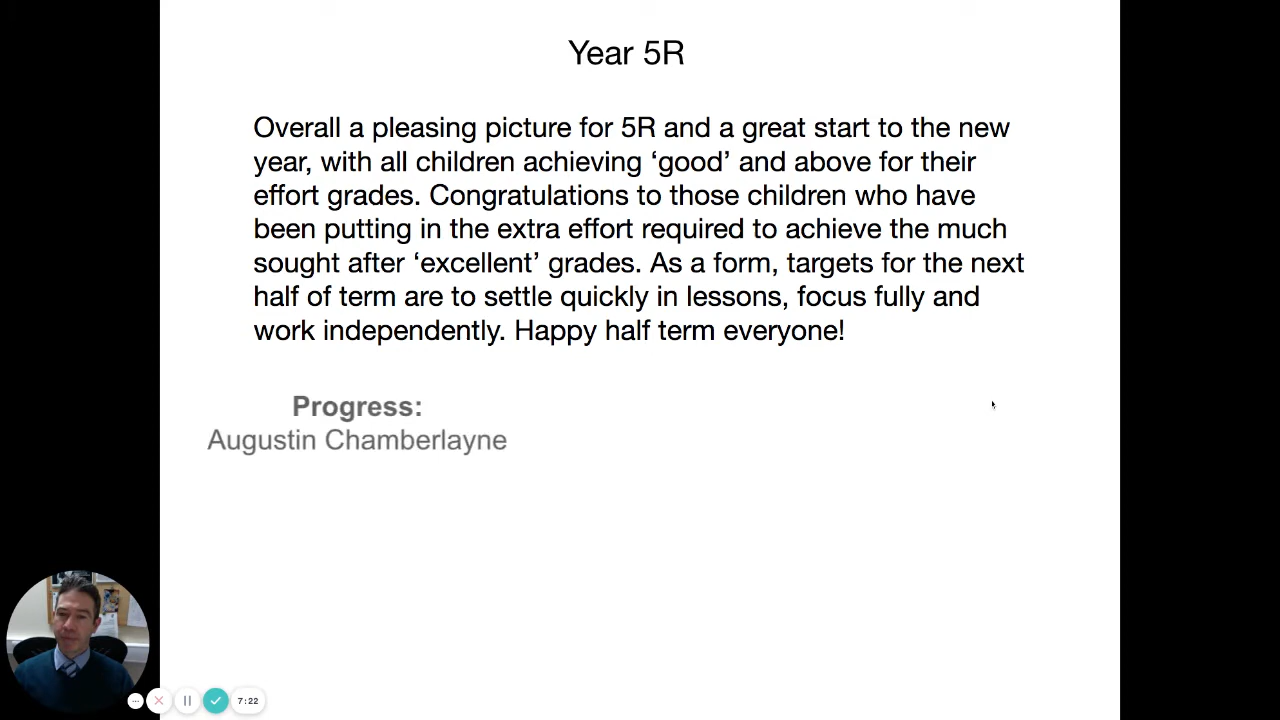 Year 5R
Overall a pleasing picture for 5R and a great start to the new
year, with all children achieving ‘good’ and above for their
effort grades. Congratulations to those children who have
been putting in the extra effort required to achieve the much
sought after ‘excellent’ grades. As a form, targets for the next
half of term are to settle quickly in lessons, focus fully and
work independently. Happy half term everyone!
Progress:
Augustin Chamberlayne
7:22